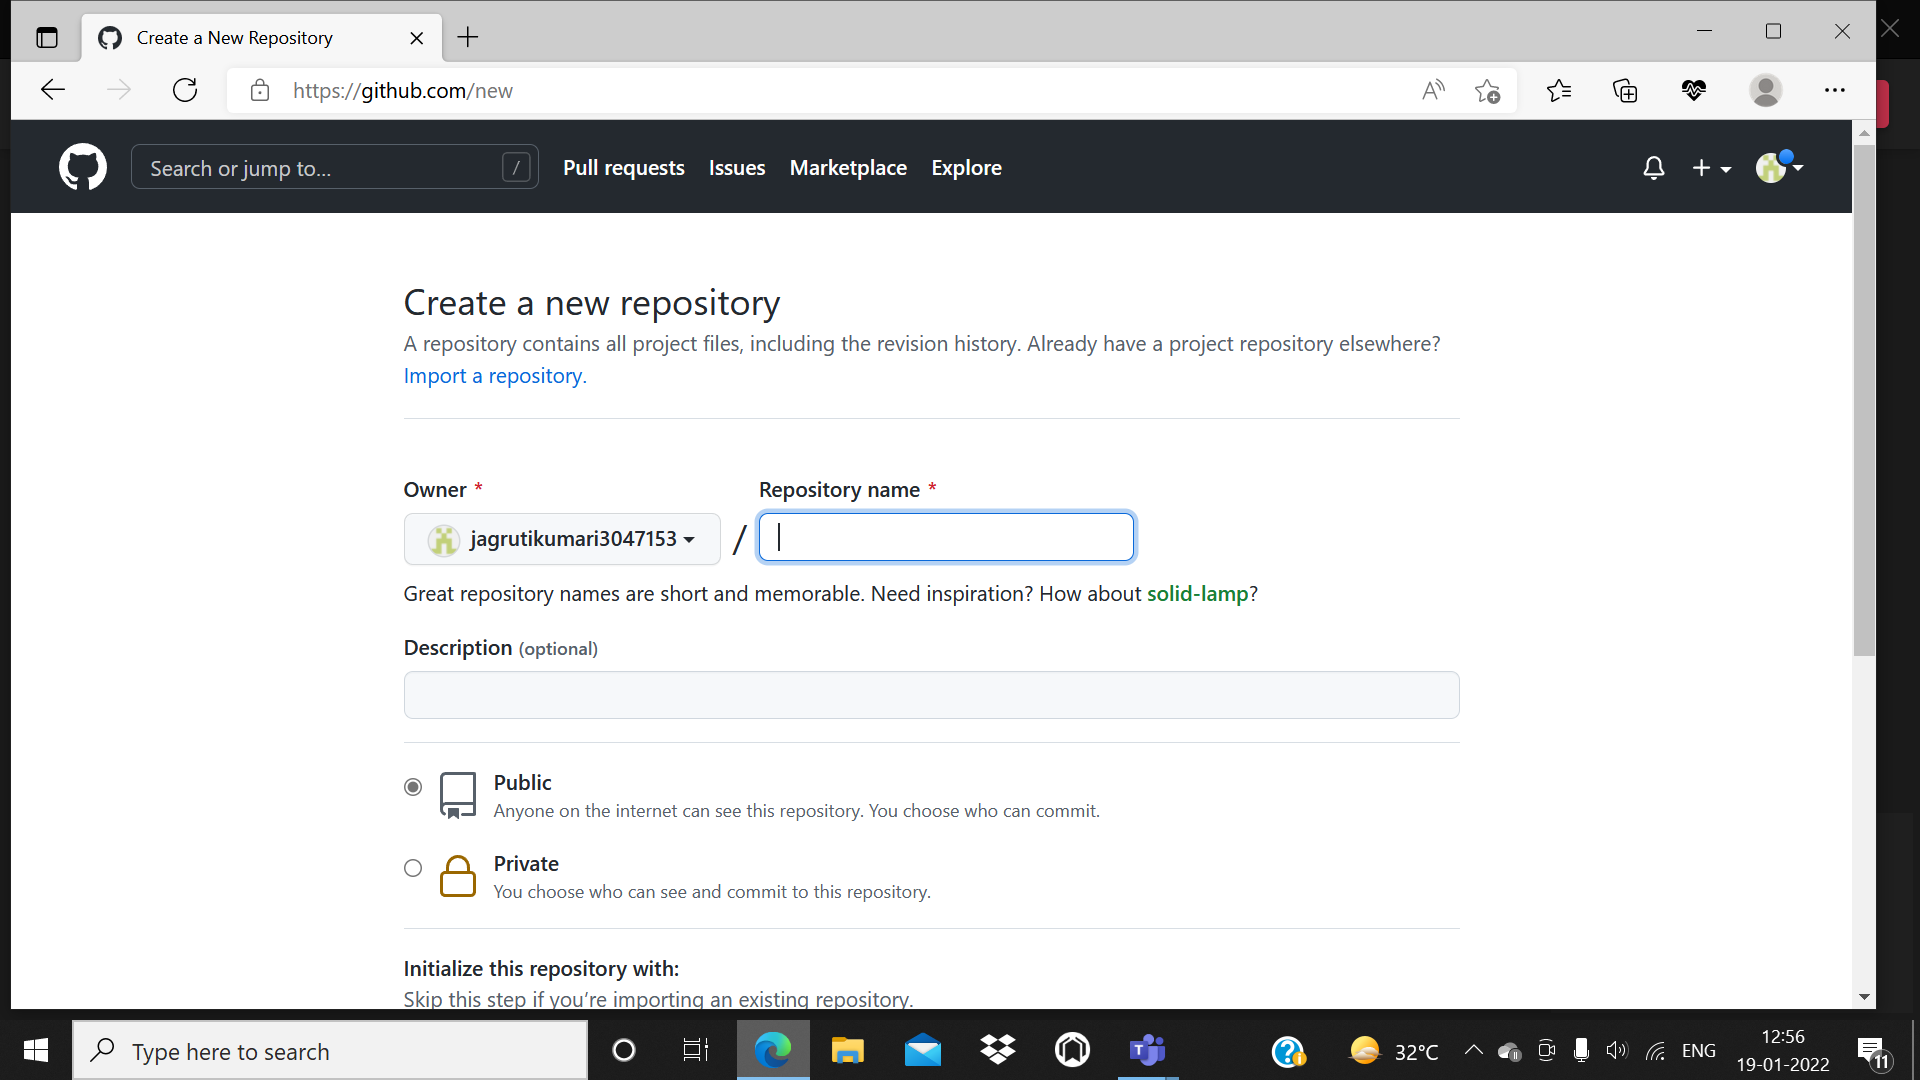 Create a New Repository
https://github.com/new
Search or jump to...
/
Pull requests
Issues
Marketplace
Explore
Create a new repository
A repository contains all project files, including the revision history. Already have a project repository elsewhere?
Import a repository.
Owner *
Repository name *
jagrutikumari3047153
/
Great repository names are short and memorable. Need inspiration? How about solid-lamp?
Description (optional)
Public
Anyone on the internet can see this repository. You choose who can commit.
Private
You choose who can see and commit to this repository.
Initialize this repository with:
Skip this step if you're importing an existing repository.
Type here to search
32°C
ENG
12:56
19-01-2022
11